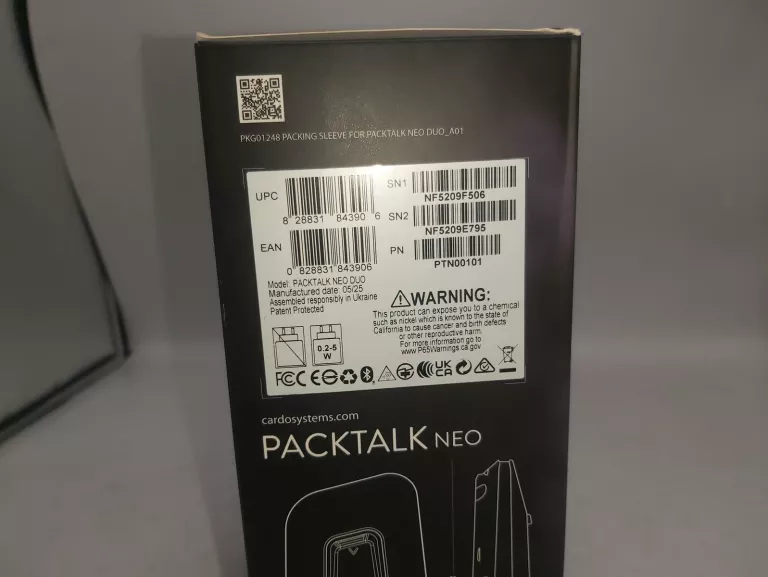 PKG01248 PACKING SLEEVE FOR PACKTALK NEO DUO_A01
UPC
8 28831 84390 6
SN1
NF5209F506
SN2
NF5209E795
EAN
0 828831 843906
PN
PTN00101
Model: PACKTALK NEO DUO
Manufactured date: 05/25
Assembled responsibly in Ukraine
Patent Protected
WARNING:
This product can expose you to a chemical
such as nickel which is known to the state of
California to cause cancer and birth defects
or other reproductive harm.
For more information go to
www.P65Warnings.ca.gov
0.2-5
W
FC CE UK
CA
cardosystems.com
PACKTALK NEO